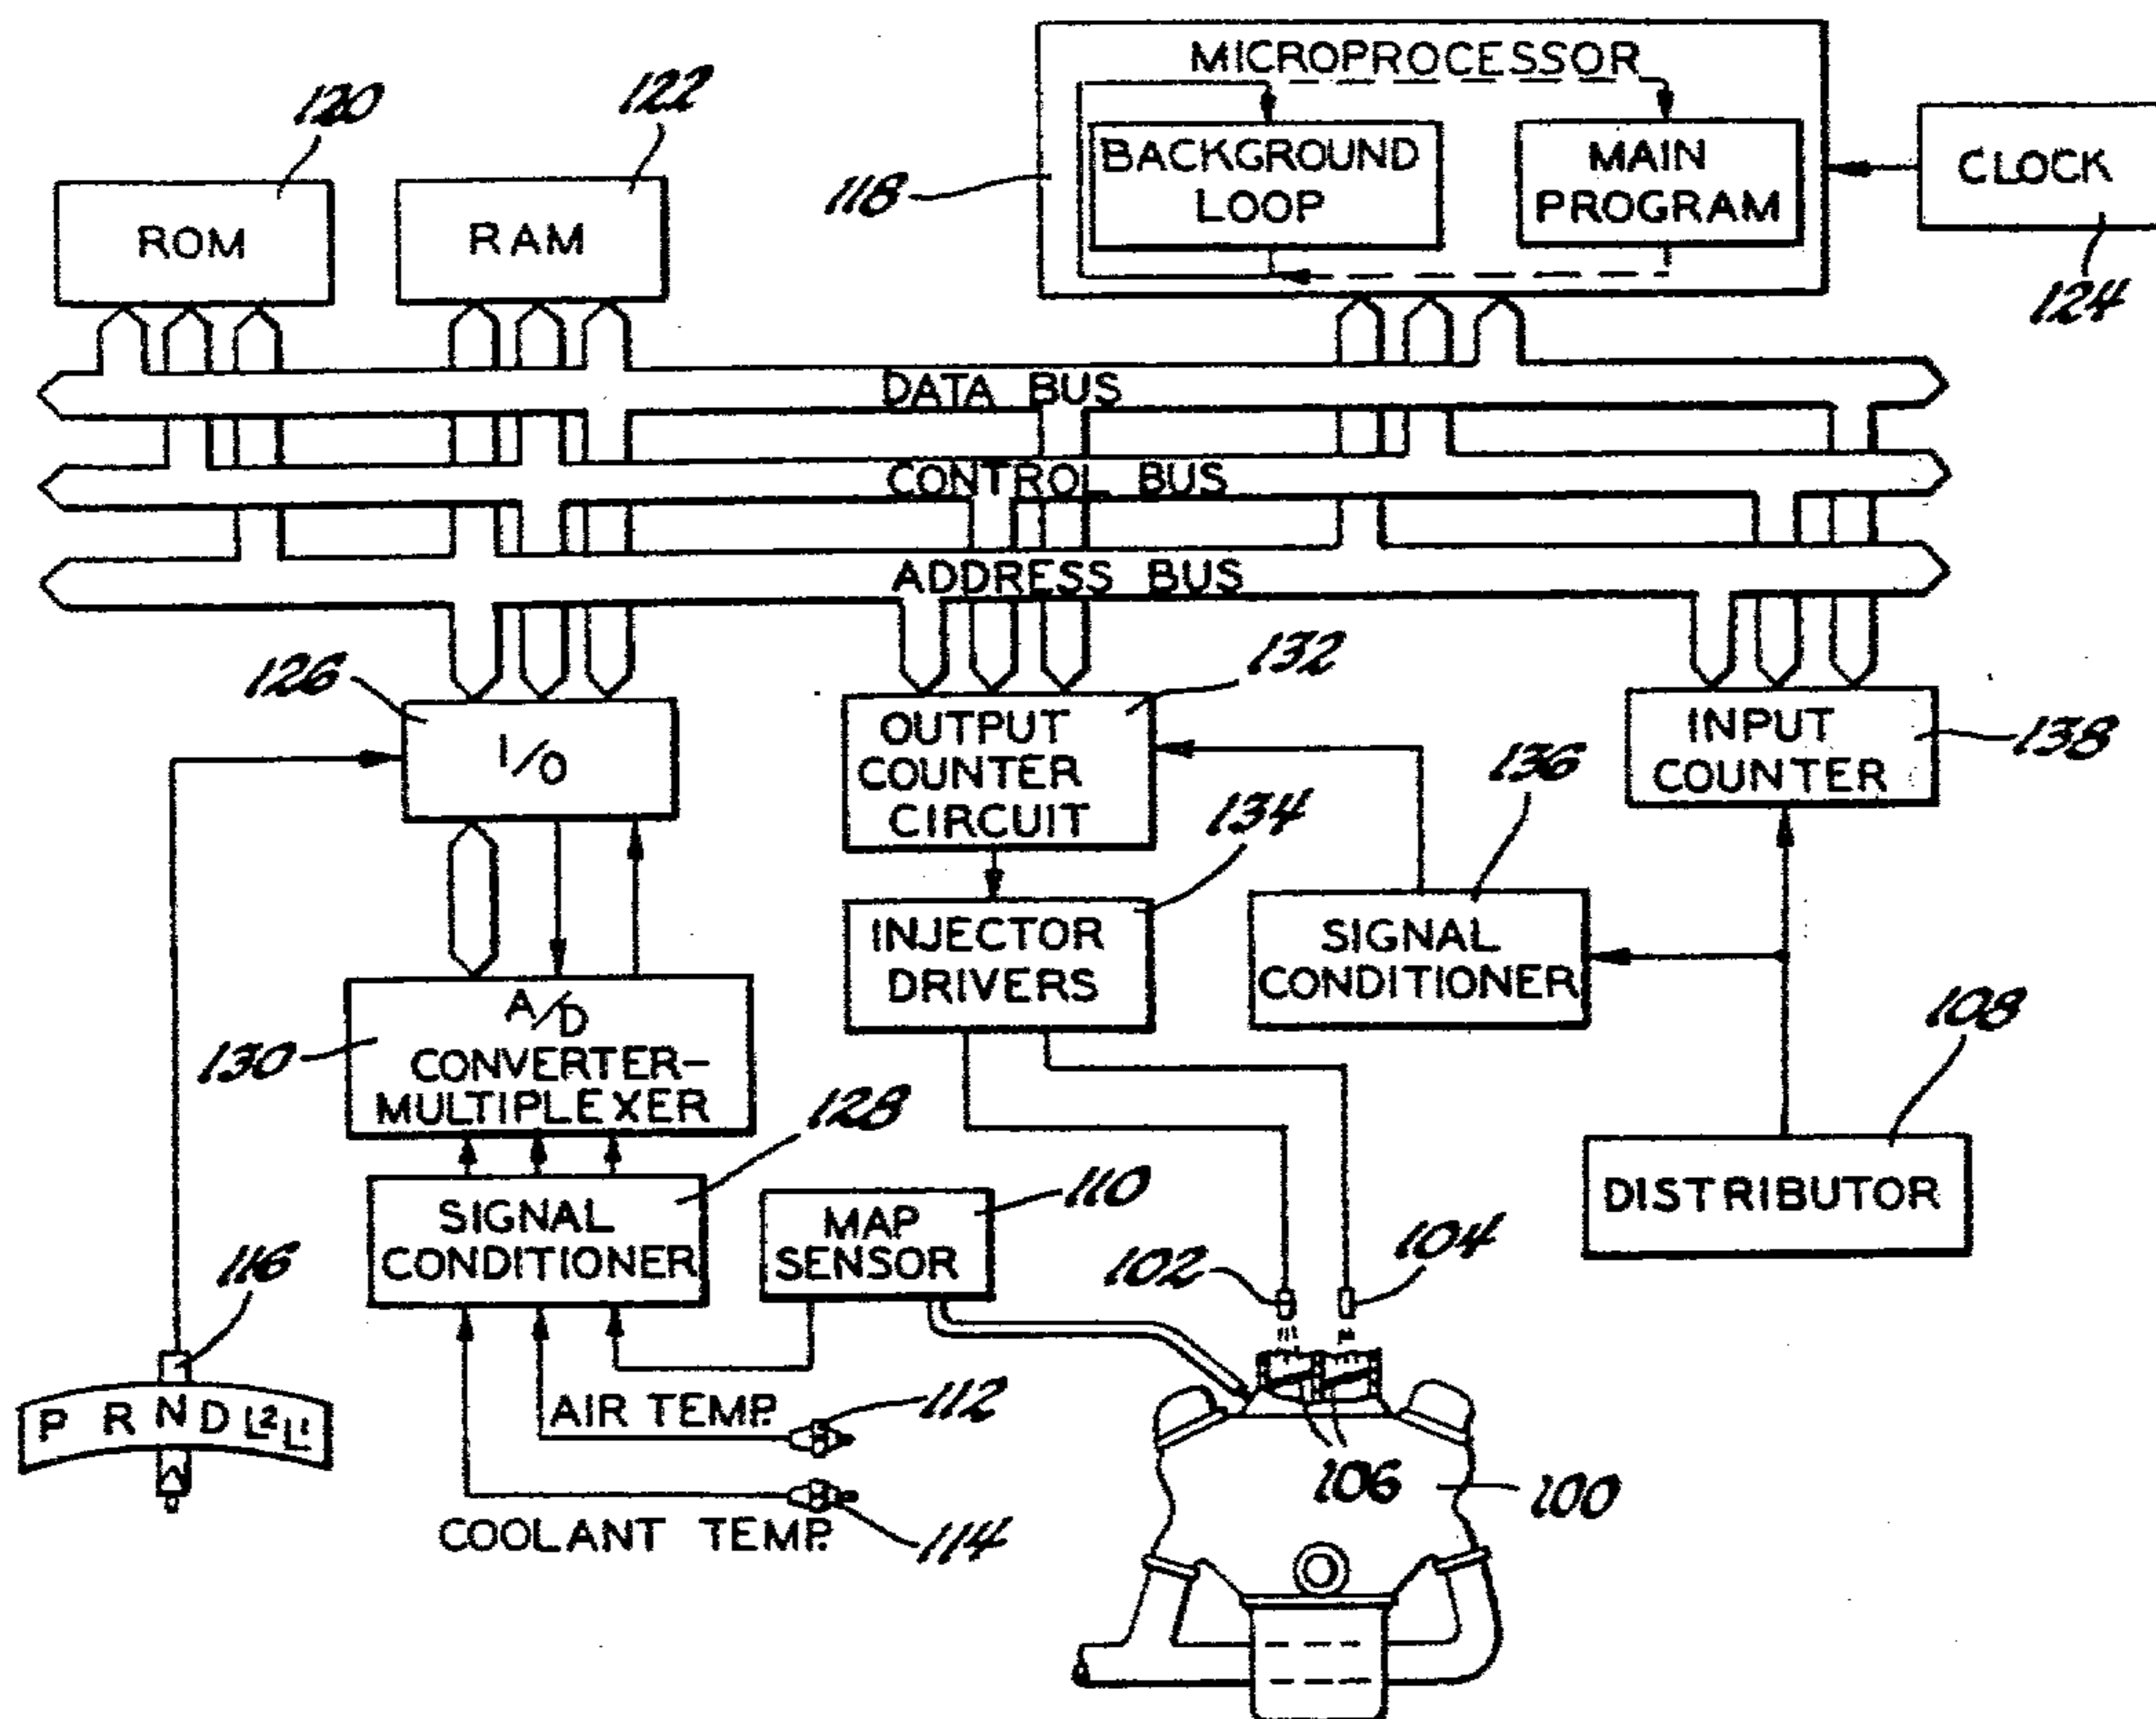 120
122
MICROPROCESSOR
BACKGROUND
LOOP
MAIN
PROGRAM
CLOCK
ROM
RAM
118
124
DATA BUS
CONTROL BUS
ADDRESS BUS
126
132
I/O
OUTPUT
COUNTER
CIRCUIT
136
INPUT
COUNTER
138
134
INJECTOR
DRIVERS
SIGNAL
CONDITIONER
108
130
A/D
CONVERTER-
MULTIPLEXER
128
DISTRIBUTOR
116
SIGNAL
CONDITIONER
MAP
SENSOR
110
102
104
P R N D L2 L1
AIR TEMP.
112
106
100
COOLANT TEMP.
114